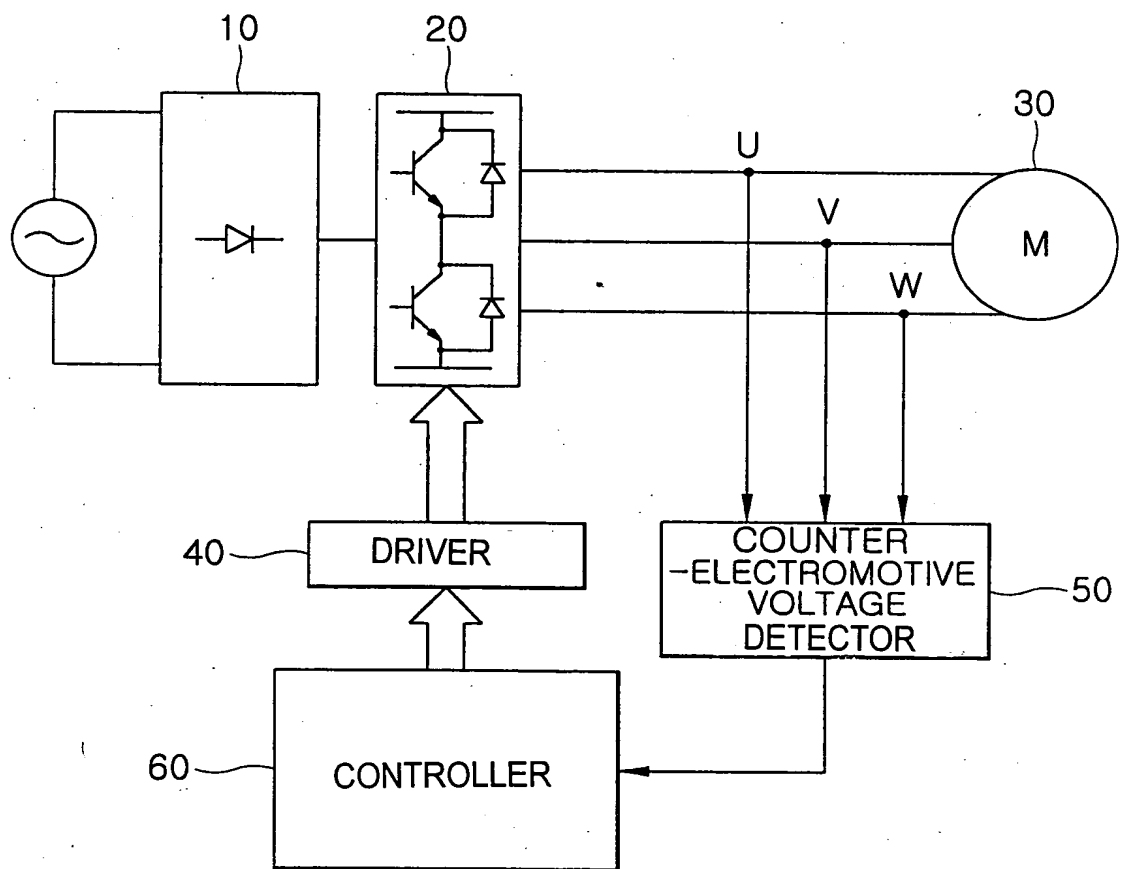 10
20
30
U
V
M
W
40
DRIVER
COUNTER
-ELECTROMOTIVE
VOLTAGE
DETECTOR
50
60
CONTROLLER